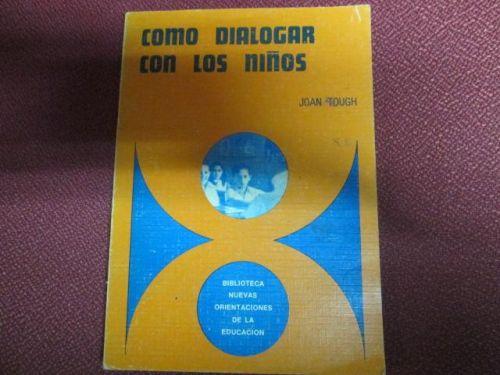 COMO DIALOGAR
CON LOS NIÑOS
JOAN TOUGH
BIBLIOTECA
NUEVAS
ORIENTACIONES
DE LA
EDUCACION